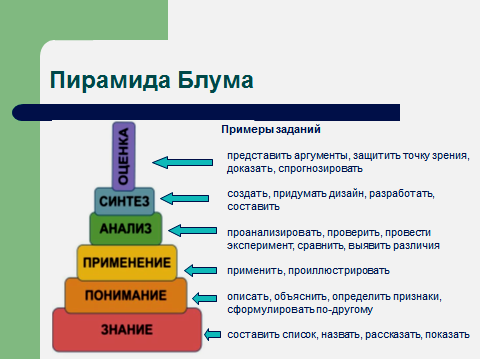 Пирамида Блума
Примеры заданий
ОЦЕНКА
представить аргументы, защитить точку зрения,
доказать, спрогнозировать
СИНТЕЗ
создать, придумать дизайн, разработать,
составить
АНАЛИЗ
проанализировать, проверить, провести
эксперимент, сравнить, выявить различия
ПРИМЕНЕНИЕ
применить, проиллюстрировать
ПОНИМАНИЕ
описать, объяснить, определить признаки,
сформулировать по-другому
ЗНАНИЕ
составить список, назвать, рассказать, показать